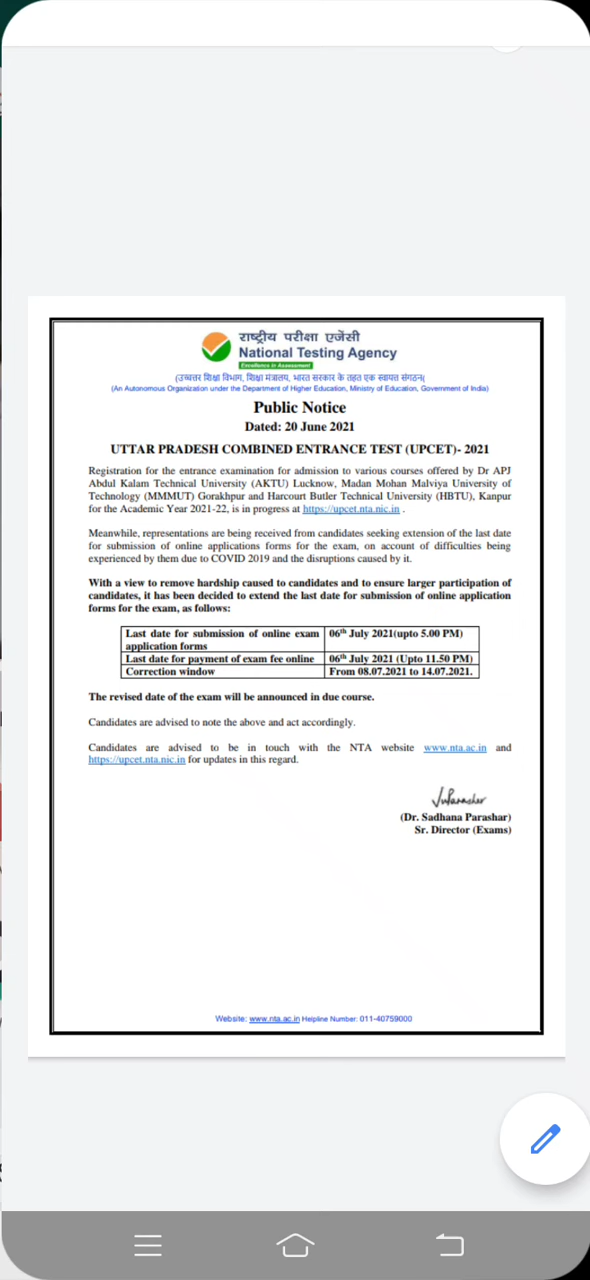 राष्ट्रीय परीक्षा एजेंसी
National Testing Agency
Excellence in Assessment
(उच्चतर शिक्षा विभाग, शिक्षा मंत्रालय, भारत सरकार के तहत एक स्वायत्त संगठन)
(An Autonomous Organization under the Department of Higher Education, Ministry of Education, Government of India)
Public Notice
Dated: 20 June 2021
UTTAR PRADESH COMBINED ENTRANCE TEST (UPCET)- 2021
Registration for the entrance examination for admission to various courses offered by Dr APJ
Abdul Kalam Technical University (AKTU) Lucknow, Madan Mohan Malviya University of
Technology (MMMUT) Gorakhpur and Harcourt Butler Technical University (HBTU), Kanpur
for the Academic Year 2021-22, is in progress at https://upcet.nta.nic.in .
Meanwhile, representations are being received from candidates seeking extension of the last date
for submission of online applications forms for the exam, on account of difficulties being
experienced by them due to COVID 2019 and the disruptions caused by it.
With a view to remove hardship caused to candidates and to ensure larger participation of
candidates, it has been decided to extend the last date for submission of online application
forms for the exam, as follows:
Last date for submission of online exam 06th July 2021(upto 5.00 PM)
application forms
Last date for payment of exam fee online 06th July 2021 (Upto 11.50 PM)
Correction window From 08.07.2021 to 14.07.2021.
The revised date of the exam will be announced in due course.
Candidates are advised to note the above and act accordingly.
Candidates are advised to be in touch with the NTA website www.nta.ac.in and
https://upcet.nta.nic.in for updates in this regard.
(Dr. Sadhana Parashar)
Sr. Director (Exams)
Website: www.nta.ac.in Helpline Number: 011-40759000